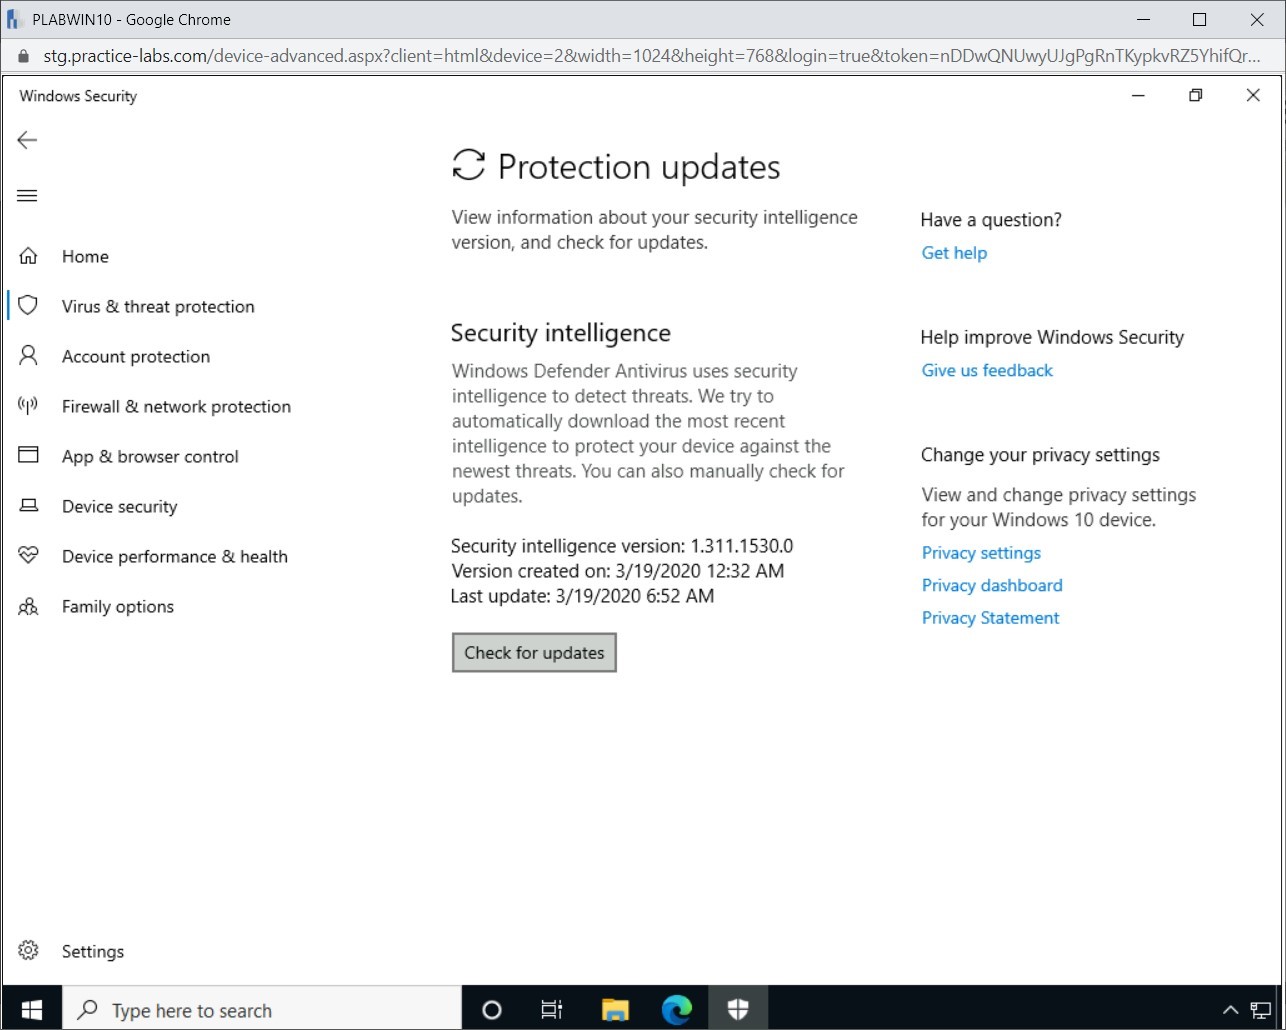 PLABWIN10 - Google Chrome
stg.practice-labs.com/device-advanced.aspx?client=html&device=2&width=1024&height=768&login=true&token=nDDwQNUwyUJgPgRnTKypkvRZ5YhifQr...
Windows Security
Home
Virus & threat protection
Account protection
Firewall & network protection
App & browser control
Device security
Device performance & health
Family options
Settings
Protection updates
View information about your security intelligence
version, and check for updates.
Security intelligence
Windows Defender Antivirus uses security
intelligence to detect threats. We try to
automatically download the most recent
intelligence to protect your device against the
newest threats. You can also manually check for
updates.
Security intelligence version: 1.311.1530.0
Version created on: 3/19/2020 12:32 AM
Last update: 3/19/2020 6:52 AM
Check for updates
Have a question?
Get help
Help improve Windows Security
Give us feedback
Change your privacy settings
View and change privacy settings
for your Windows 10 device.
Privacy settings
Privacy dashboard
Privacy Statement
Type here to search